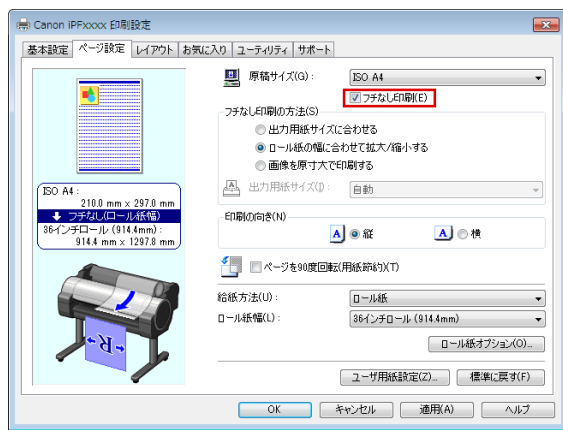 Canon iPFxxxx 印刷設定
基本設定 ページ設定 レイアウト お気に入り ユーティリティ サポート
原稿サイズ(G): ISO A4
フチなし印刷(E)
フチなし印刷の方法(S)
出力用紙サイズに合わせる
ロール紙の幅に合わせて拡大/縮小する
画像を原寸大で印刷する
出力用紙サイズ(I): 自動
ISO A4 :
210.0 mm × 297.0 mm
フチなし(ロール紙幅)
36インチロール (914.4mm) :
914.4 mm × 1297.8 mm
印刷の向き(N)
A 縦 A 横
ページを90度回転(用紙節約)(T)
給紙方法(U): ロール紙
ロール紙幅(L): 36インチロール (914.4mm)
ロール紙オプション(O)...
R
ユーザ用紙設定(Z)... 標準に戻す(F)
OK キャンセル 適用(A) ヘルプ